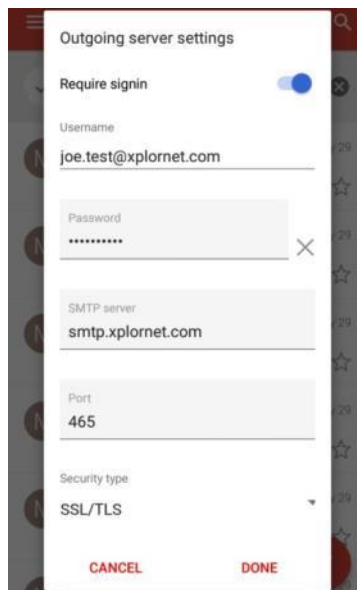 Outgoing server settings
Require signin
Username
joe.test@xplornet.com
Password
••••••••••
SMTP server
smtp.xplornet.com
Port
465
Security type
SSL/TLS
CANCEL
DONE